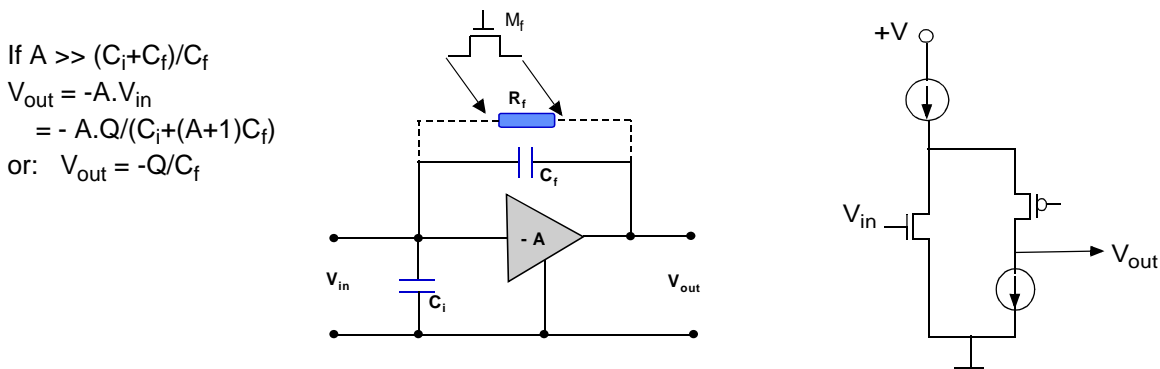 If A >> (Ci+Cf)/Cf
Vout = -A.Vin
= - A.Q/(Ci+(A+1)Cf)
or: Vout = -Q/Cf
Mf
Rf
Cf
- A
Vin
Ci
Vout
+V
Vin
Vout